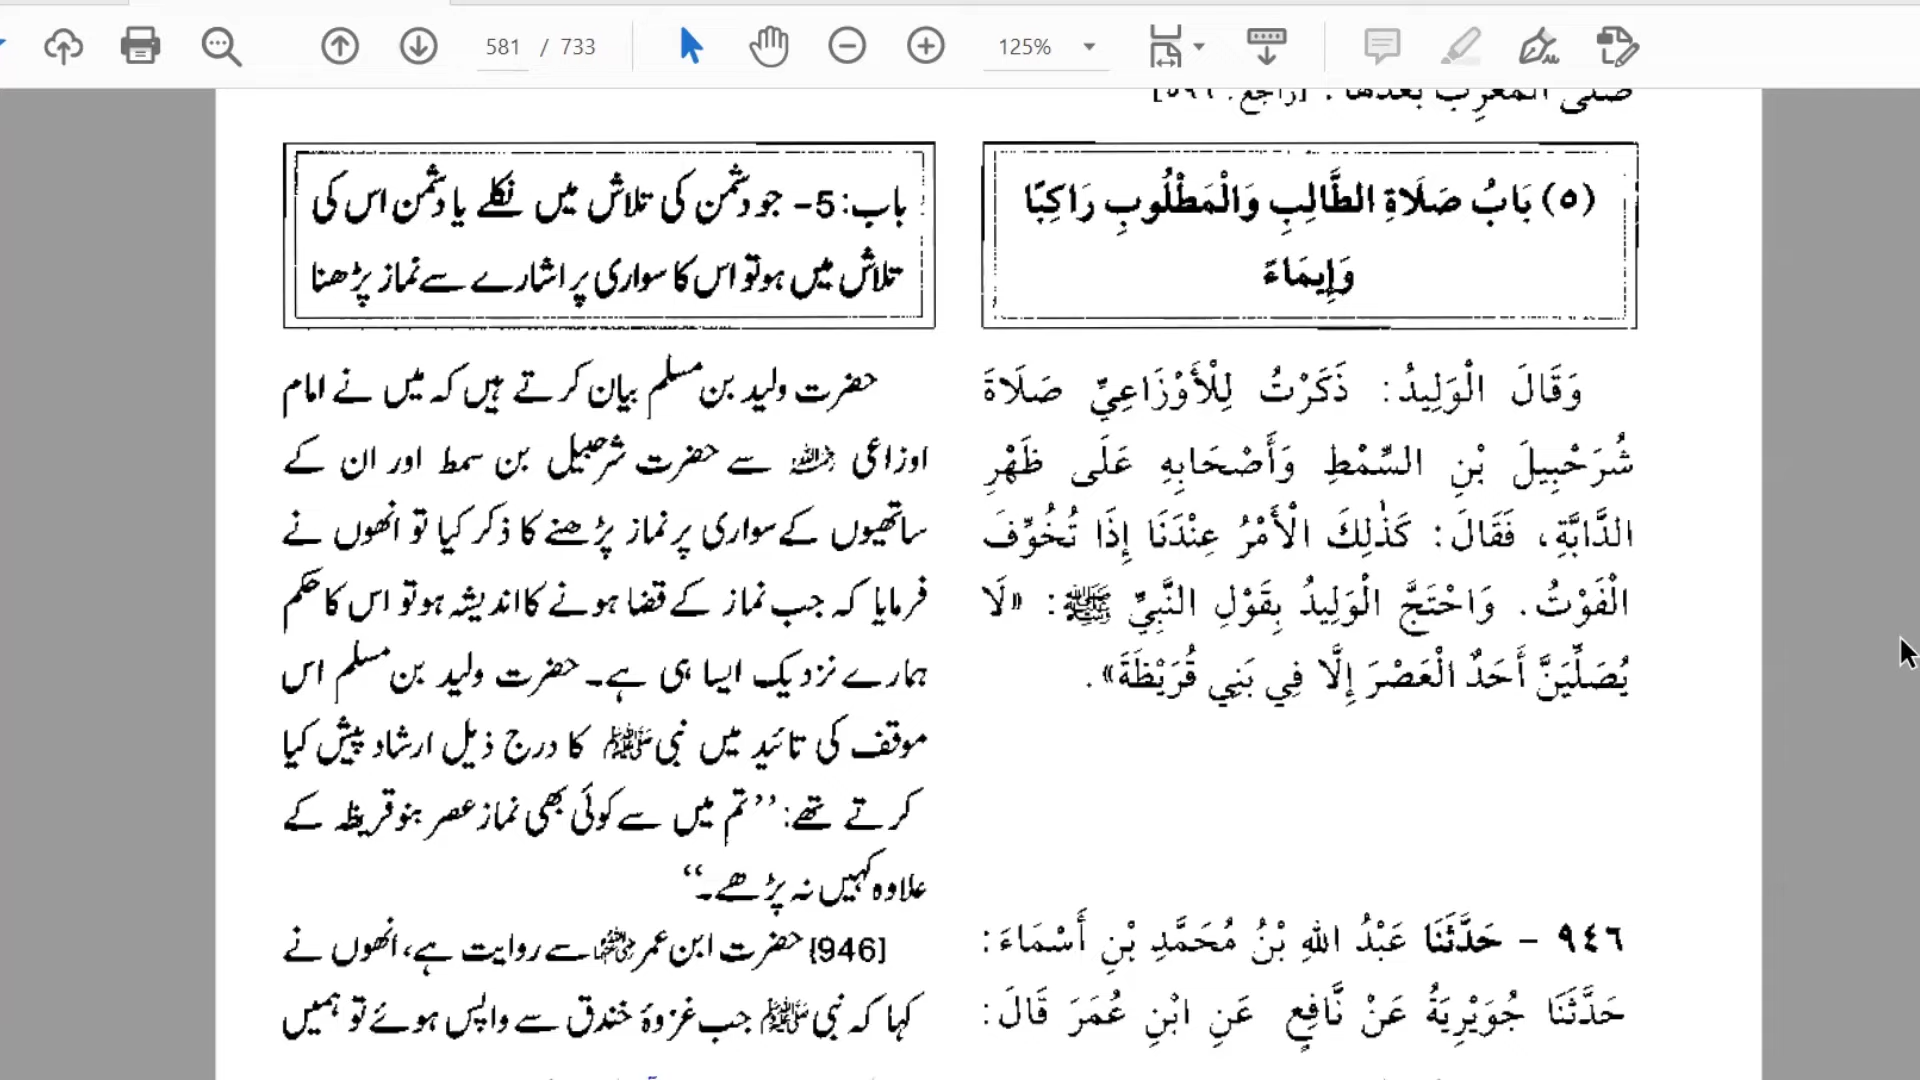 581 / 733
125%
صلى المغرب بعدها. [راجع: ٥٩٦]
(٥) بَابُ صَلَاةِ الطَّالِبِ وَالْمَطْلُوبِ رَاكِبًا
وَإِيمَاءً
وَقَالَ الْوَلِيدُ: ذَكَرْتُ لِلْأَوْزَاعِيِّ صَلَاةَ
شُرَحْبِيلَ بْنِ السِّمْطِ وَأَصْحَابِهِ عَلَى ظَهْرِ
الدَّابَّةِ، فَقَالَ: كَذٰلِكَ الْأَمْرُ عِنْدَنَا إِذَا تُخُوِّفَ
الْفَوْتُ. وَاحْتَجَّ الْوَلِيدُ بِقَوْلِ النَّبِيِّ ﷺ: «لَا
يُصَلِّيَنَّ أَحَدٌ الْعَصْرَ إِلَّا فِي بَنِي قُرَيْظَةَ».
٩٤٦ - حَدَّثَنَا عَبْدُ اللهِ بْنُ مُحَمَّدِ بْنِ أَسْمَاءَ:
حَدَّثَنَا جُوَيْرِيَةُ عَنْ نَّافِعٍ عَنِ ابْنِ عُمَرَ قَالَ:
باب:5- جو دشمن کی تلاش میں نکلے یا دشمن اس کی
تلاش میں ہو تو اس کا سواری پر اشارے سے نماز پڑھنا
حضرت ولید بن مسلم بیان کرتے ہیں کہ میں نے امام
اوزاعی رحمہ اللہ سے حضرت شرحبیل بن سمط اور ان کے
ساتھیوں کے سواری پر نماز پڑھنے کا ذکر کیا تو انھوں نے
فرمایا کہ جب نماز کے قضا ہونے کا اندیشہ ہو تو اس کا حکم
ہمارے نزدیک ایسا ہی ہے۔ حضرت ولید بن مسلم اس
موقف کی تائید میں نبی ﷺ کا درج ذیل ارشاد پیش کیا
کرتے تھے: ’’تم میں سے کوئی بھی نماز عصر بنو قریظہ کے
علاوہ کہیں نہ پڑھے۔‘‘
[946] حضرت ابن عمر رضی اللہ عنہما سے روایت ہے، انھوں نے
کہا کہ نبی ﷺ جب غزوۂ خندق سے واپس ہوئے تو ہمیں